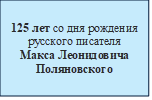 125 лет со дня рождения
русского писателя
Макса Леонидовича
Поляновского